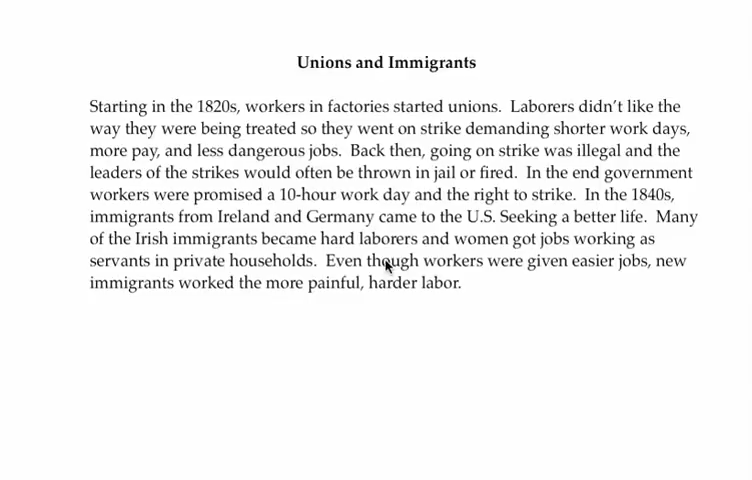 Unions and Immigrants
Starting in the 1820s, workers in factories started unions.  Laborers didn't like the
way they were being treated so they went on strike demanding shorter work days,
more pay, and less dangerous jobs.  Back then, going on strike was illegal and the
leaders of the strikes would often be thrown in jail or fired.  In the end government
workers were promised a 10-hour work day and the right to strike.  In the 1840s,
immigrants from Ireland and Germany came to the U.S. Seeking a better life.  Many
of the Irish immigrants became hard laborers and women got jobs working as
servants in private households.  Even though workers were given easier jobs, new
immigrants worked the more painful, harder labor.